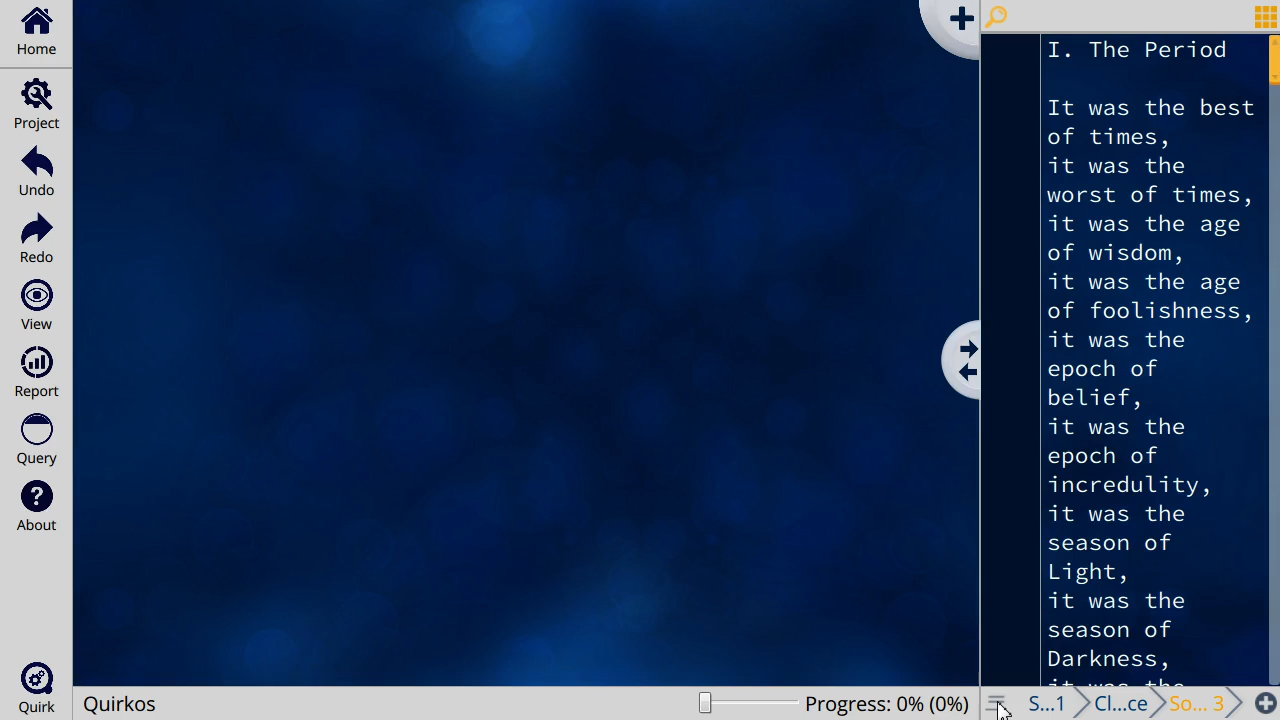 Home
Project
Undo
Redo
View
Report
Query
About
Quirk
I. The Period
It was the best
of times,
it was the
worst of times,
it was the age
of wisdom,
it was the age
of foolishness,
it was the
epoch of
belief,
it was the
epoch of
incredulity,
it was the
season of
Light,
it was the
season of
Darkness,
it was the
Quirkos
Progress: 0% (0%)
S...1
Cl...ce
So... 3